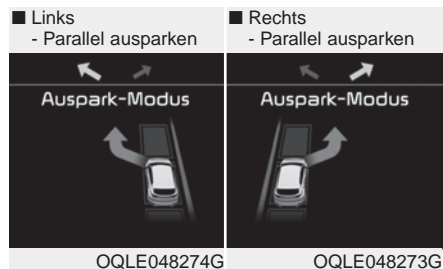 ■ Links
- Parallel ausparken
Auspark-Modus
OQLE048274G
■ Rechts
- Parallel ausparken
Auspark-Modus
OQLE048273G